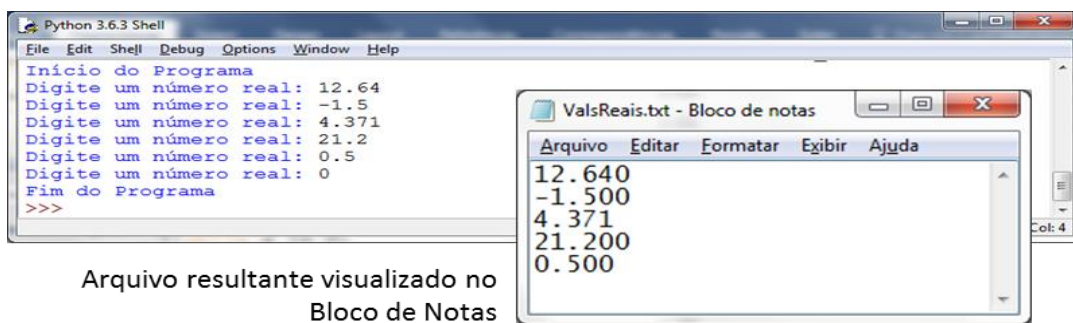 Python 3.6.3 Shell
File Edit Shell Debug Options Window Help
Início do Programa
Digite um número real: 12.64
Digite um número real: -1.5
Digite um número real: 4.371
Digite um número real: 21.2
Digite um número real: 0.5
Digite um número real: 0
Fim do Programa
>>>
Col: 4
ValsReais.txt - Bloco de notas
Arquivo Editar Formatar Exibir Ajuda
12.640
-1.500
4.371
21.200
0.500
Arquivo resultante visualizado no
Bloco de Notas